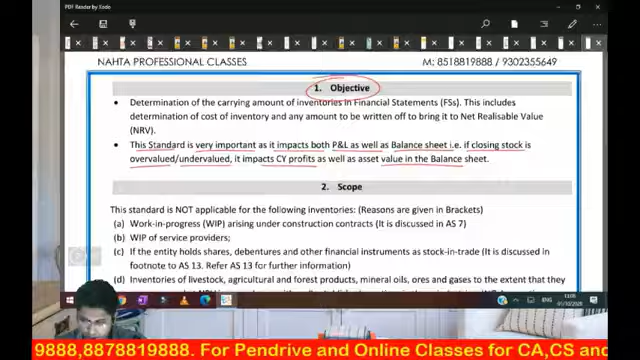 PDF Reader by Xodo
NAHTA PROFESSIONAL CLASSES M: 8518819888 / 9302355649
1. Objective
• Determination of the carrying amount of inventories in Financial Statements (FSs). This includes
determination of cost of inventory and any amount to be written off to bring it to Net Realisable Value
(NRV).
• This Standard is very important as it impacts both P&L as well as Balance sheet i.e. if closing stock is
overvalued/undervalued, it impacts CY profits as well as asset value in the Balance sheet.
2. Scope
This standard is NOT applicable for the following inventories: (Reasons are given in Brackets)
(a) Work-in-progress (WIP) arising under construction contracts (It is discussed in AS 7)
(b) WIP of service providers;
(c) If the entity holds shares, debentures and other financial instruments as stock-in-trade (It is discussed in
footnote to AS 13. Refer AS 13 for further information)
(d) Inventories of livestock, agricultural and forest products, mineral oils, ores and gases to the extent that they
ENG
11:05
01/10/2020
9888,8878819888. For Pendrive and Online Classes for CA,CS and